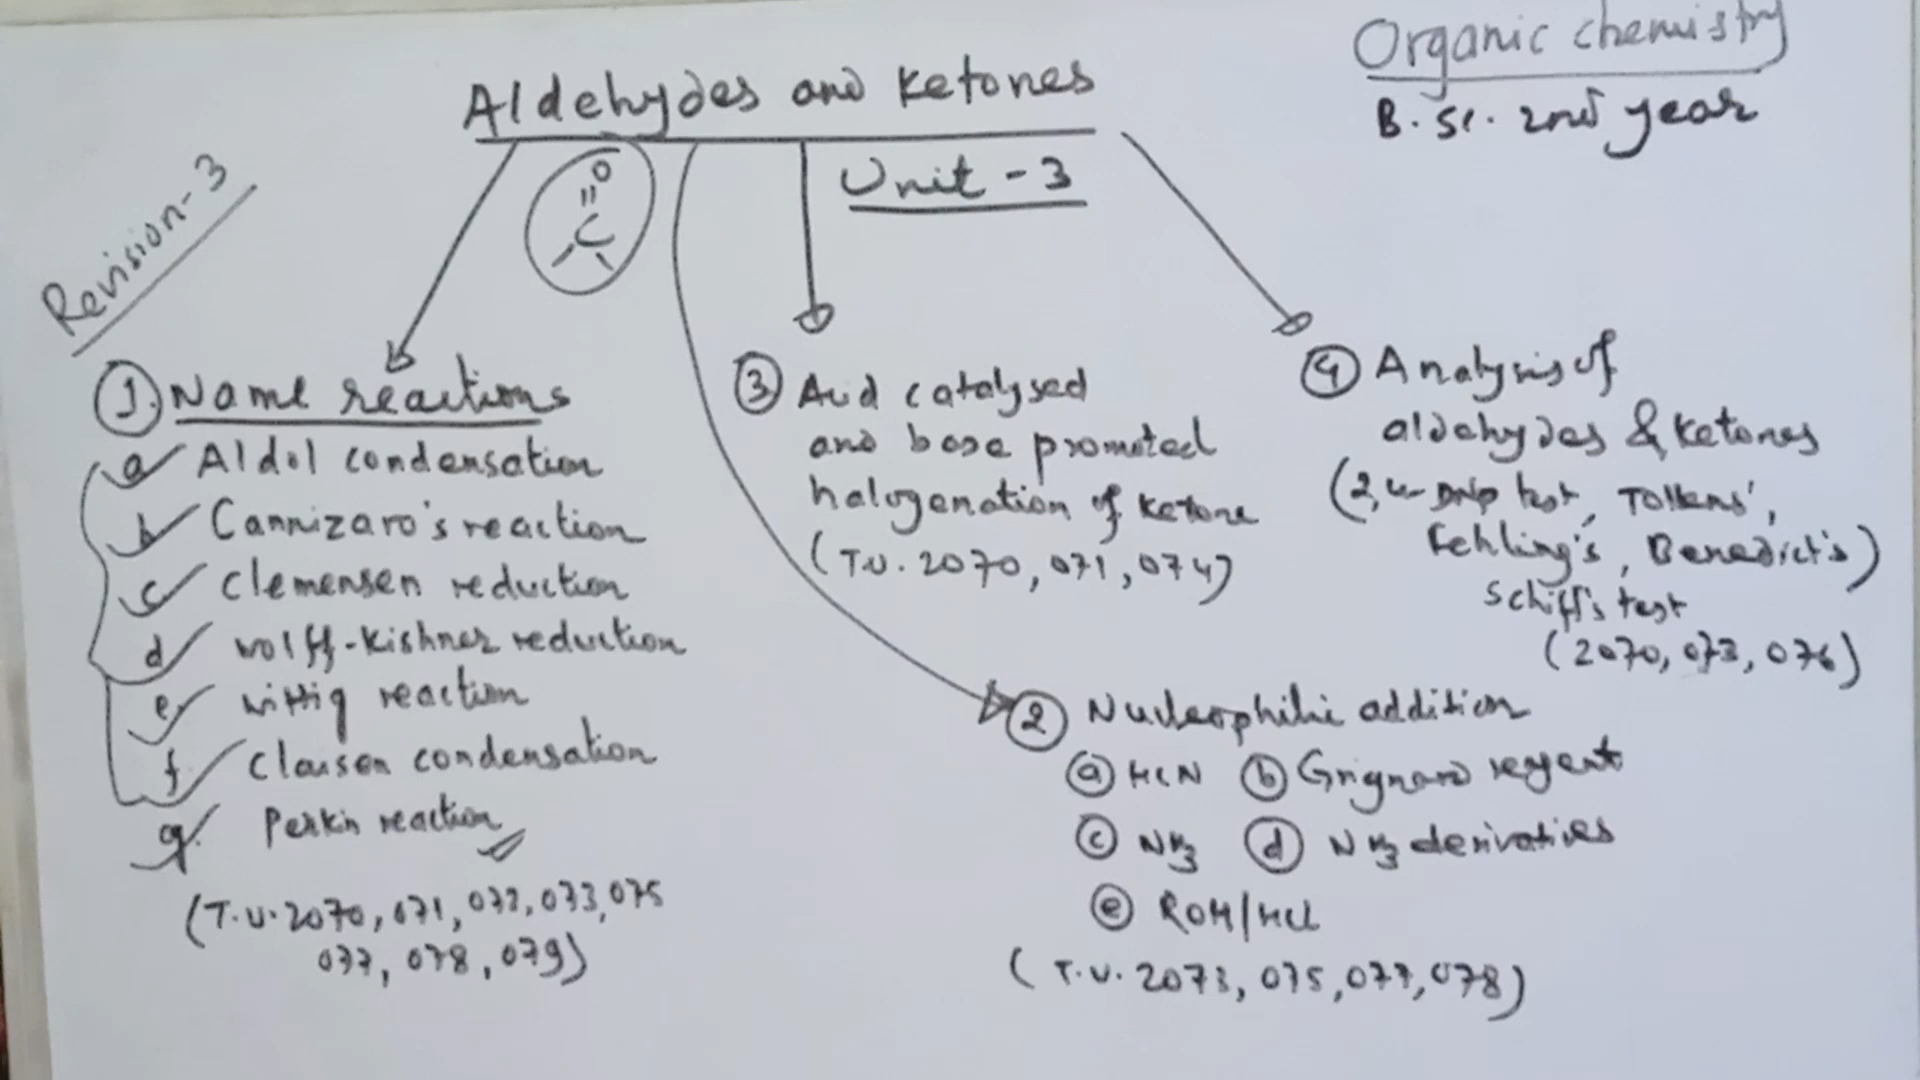 Organic chemistry
B.Sc. 2nd year
Aldehydes and Ketones
Unit - 3
Revision-3
O
C
1. Name reactions
a Aldol condensation
b Cannizaro's reaction
c Clemensen reduction
d Wolff-Kishner reduction
e, Wittig reaction
f. Claisen condensation
g. Perkin reaction
(T.U. 2070, 071, 072, 073, 075
077, 078, 079)
2 Nucleophilic addition
a HCN b Grignard regent
c NH3 d NH3 derivatives
e ROH/HCl
(T.U. 2073, 075, 077, 078)
3 Acid catalysed
and base promoted
halogenation of ketone
(T.U. 2070, 071, 074)
4 Analysis of
aldehydes & Ketones
(2,4-DNP test, Tollens',
Fehling's, Benedict's)
Schiff's test
(2070, 073, 076)